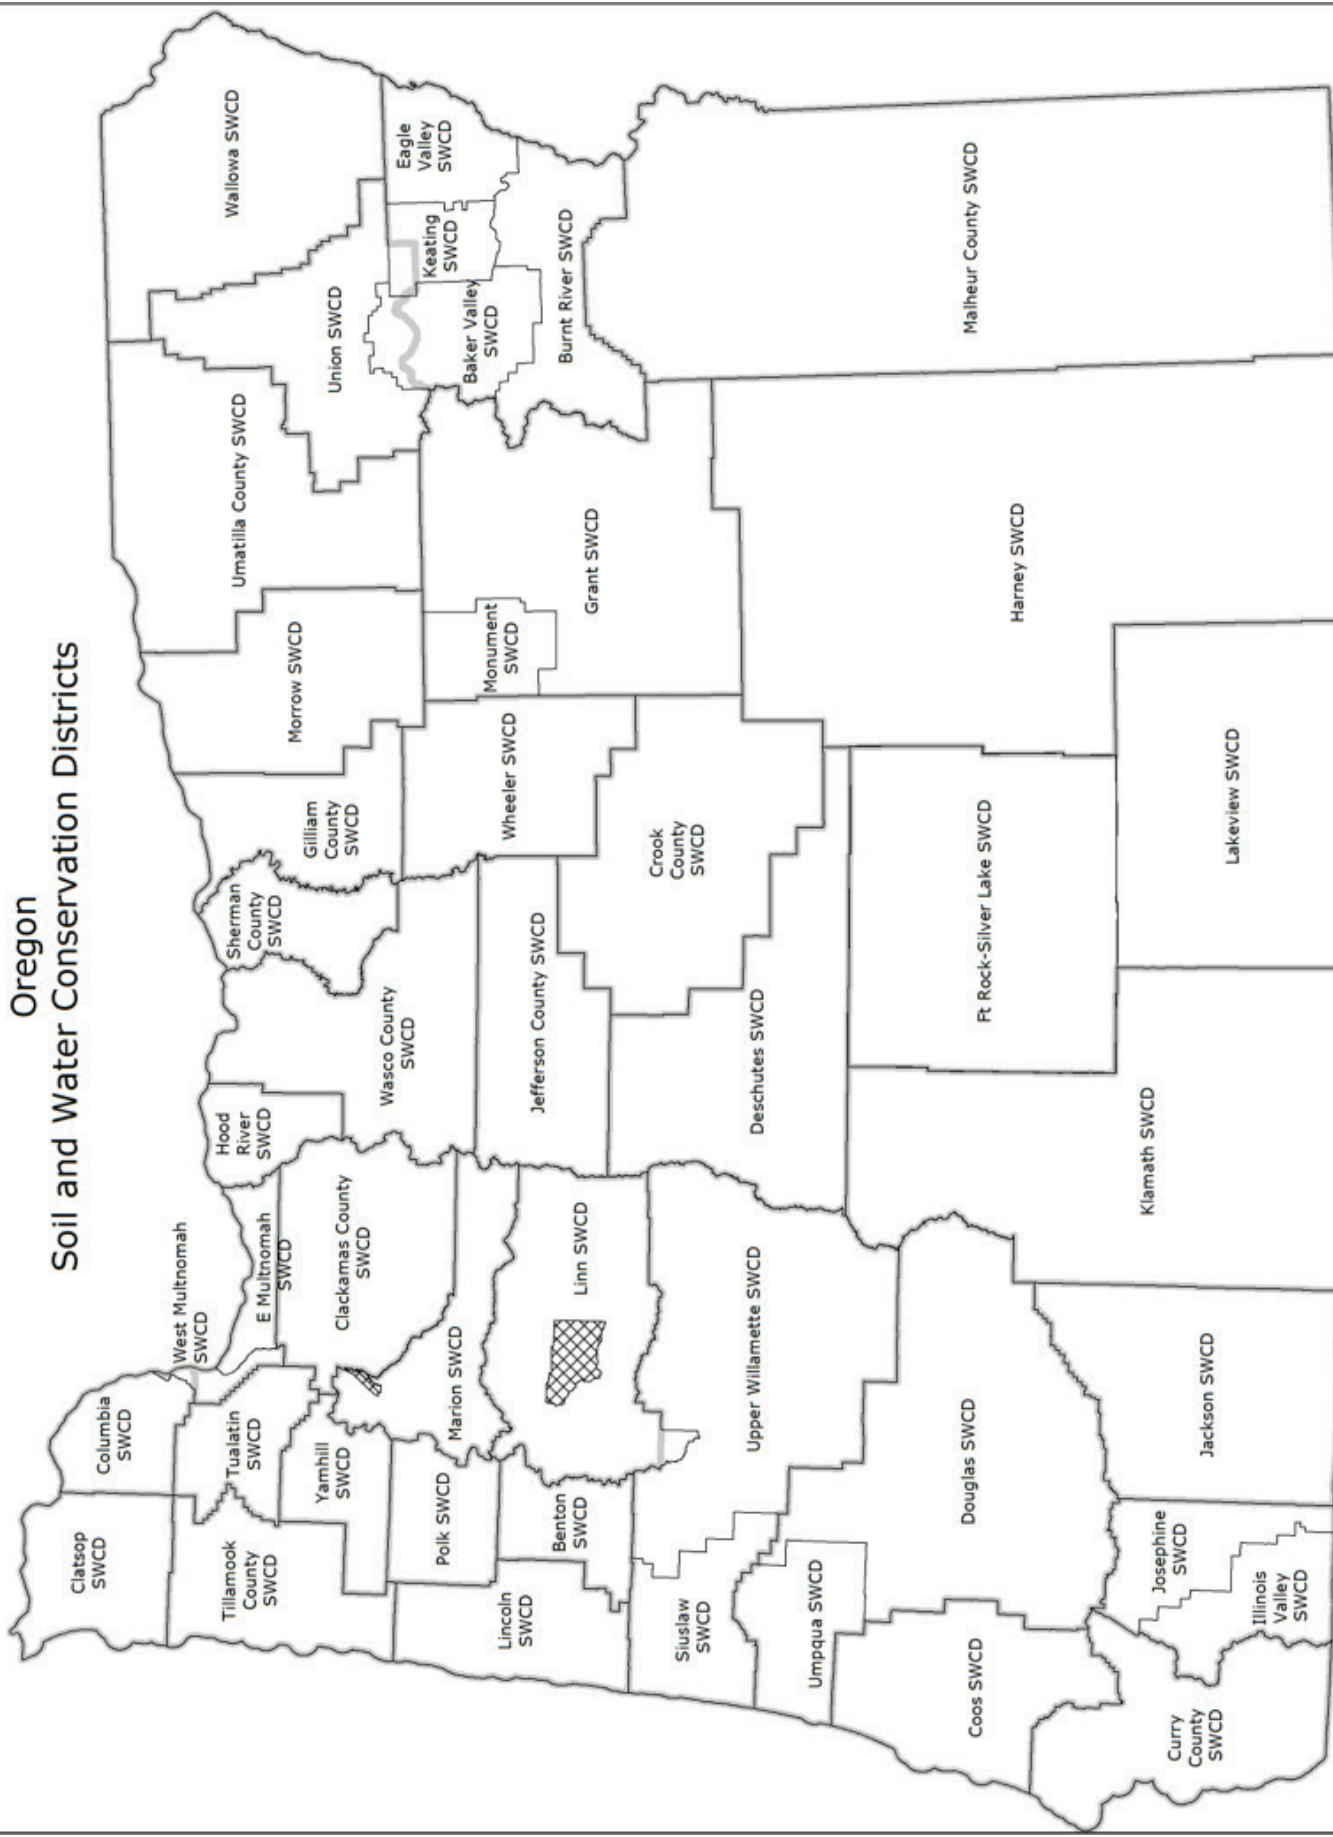 Oregon
Soil and Water Conservation Districts
Clatsop
SWCD
Columbia
SWCD
West Multnomah
SWCD
Tillamook
County
SWCD
Tualatin
SWCD
E Multnomah
SWCD
Hood
River
SWCD
Sherman
County
SWCD
Gilliam
County
SWCD
Morrow SWCD
Umatilla County SWCD
Union SWCD
Wallowa SWCD
Yamhill
SWCD
Clackamas County
SWCD
Wasco County
SWCD
Polk SWCD
Marion SWCD
Lincoln
SWCD
Benton
SWCD
Linn SWCD
Jefferson County SWCD
Wheeler SWCD
Monument
SWCD
Grant SWCD
Baker Valley
SWCD
Keating
SWCD
Eagle
Valley
SWCD
Burnt River SWCD
Siuslaw
SWCD
Upper Willamette SWCD
Deschutes SWCD
Crook
County
SWCD
Umpqua SWCD
Douglas SWCD
Coos SWCD
Klamath SWCD
Ft Rock-Silver Lake SWCD
Harney SWCD
Malheur County SWCD
Curry
County
SWCD
Josephine
SWCD
Illinois
Valley
SWCD
Jackson SWCD
Lakeview SWCD